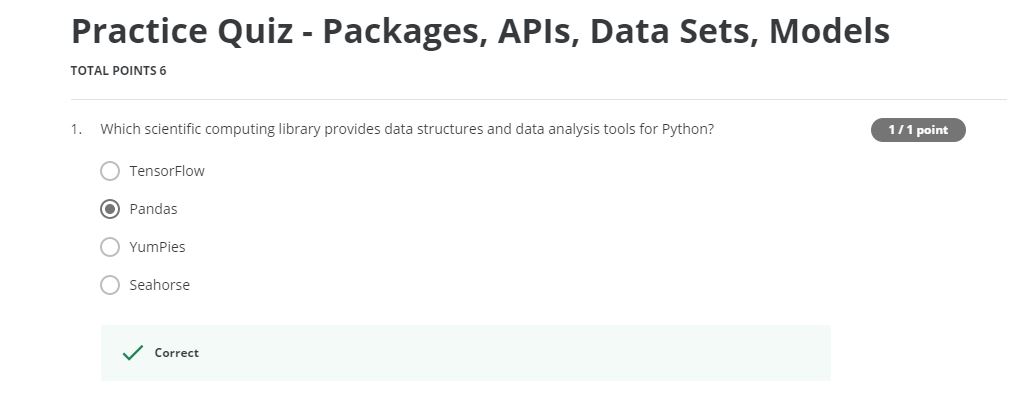 Practice Quiz - Packages, APIs, Data Sets, Models
TOTAL POINTS 6
1. Which scientific computing library provides data structures and data analysis tools for Python?
1 / 1 point
TensorFlow
Pandas
YumPies
Seahorse
Correct